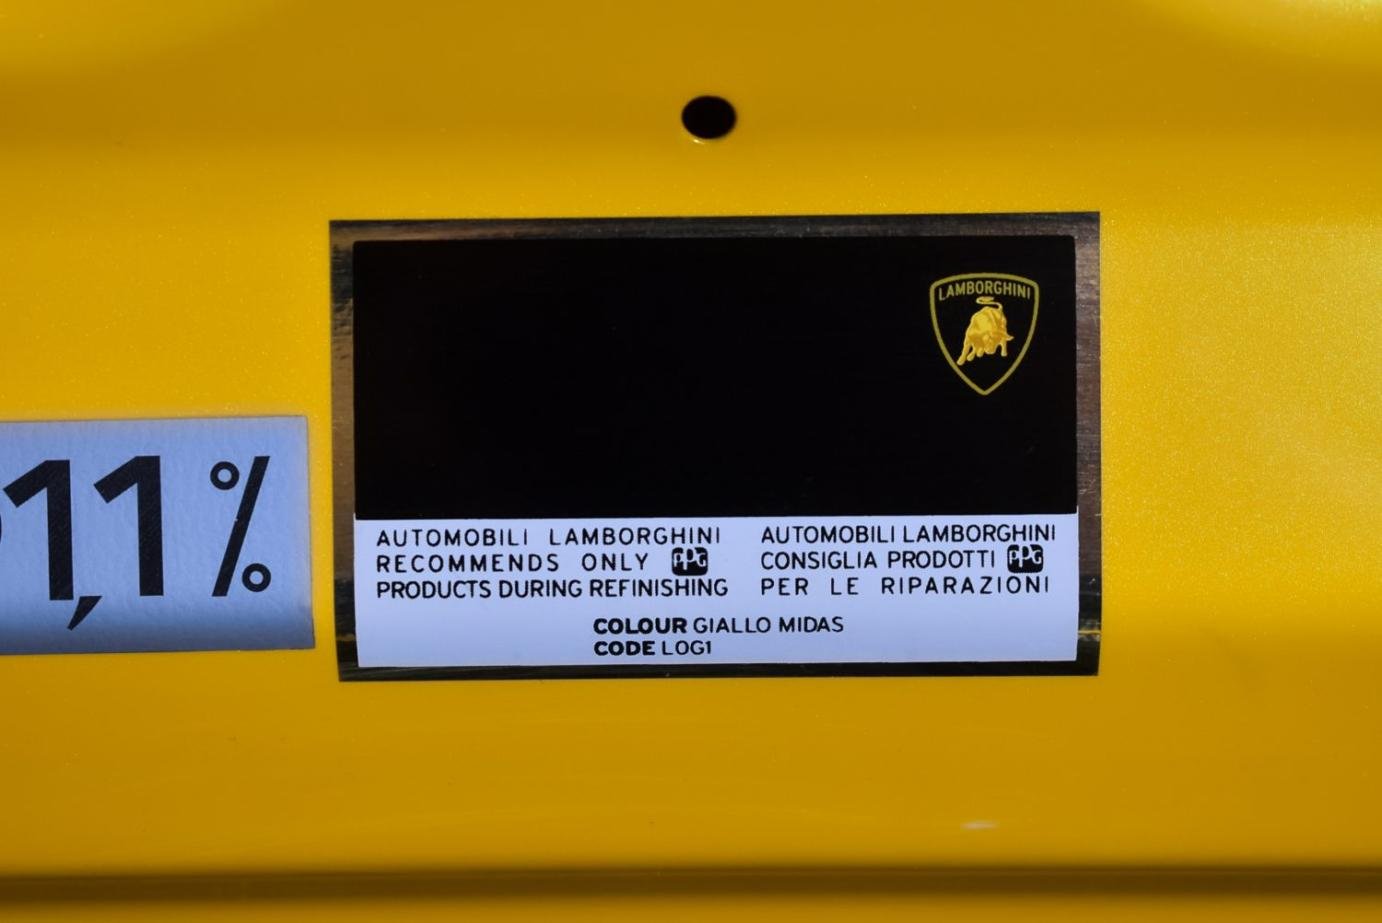 LAMBORGHINI
11,1 %
AUTOMOBILI LAMBORGHINI
RECOMMENDS ONLY PPG
PRODUCTS DURING REFINISHING
AUTOMOBILI LAMBORGHINI
CONSIGLIA PRODOTTI PPG
PER LE RIPARAZIONI
COLOUR GIALLO MIDAS
CODE LOG1